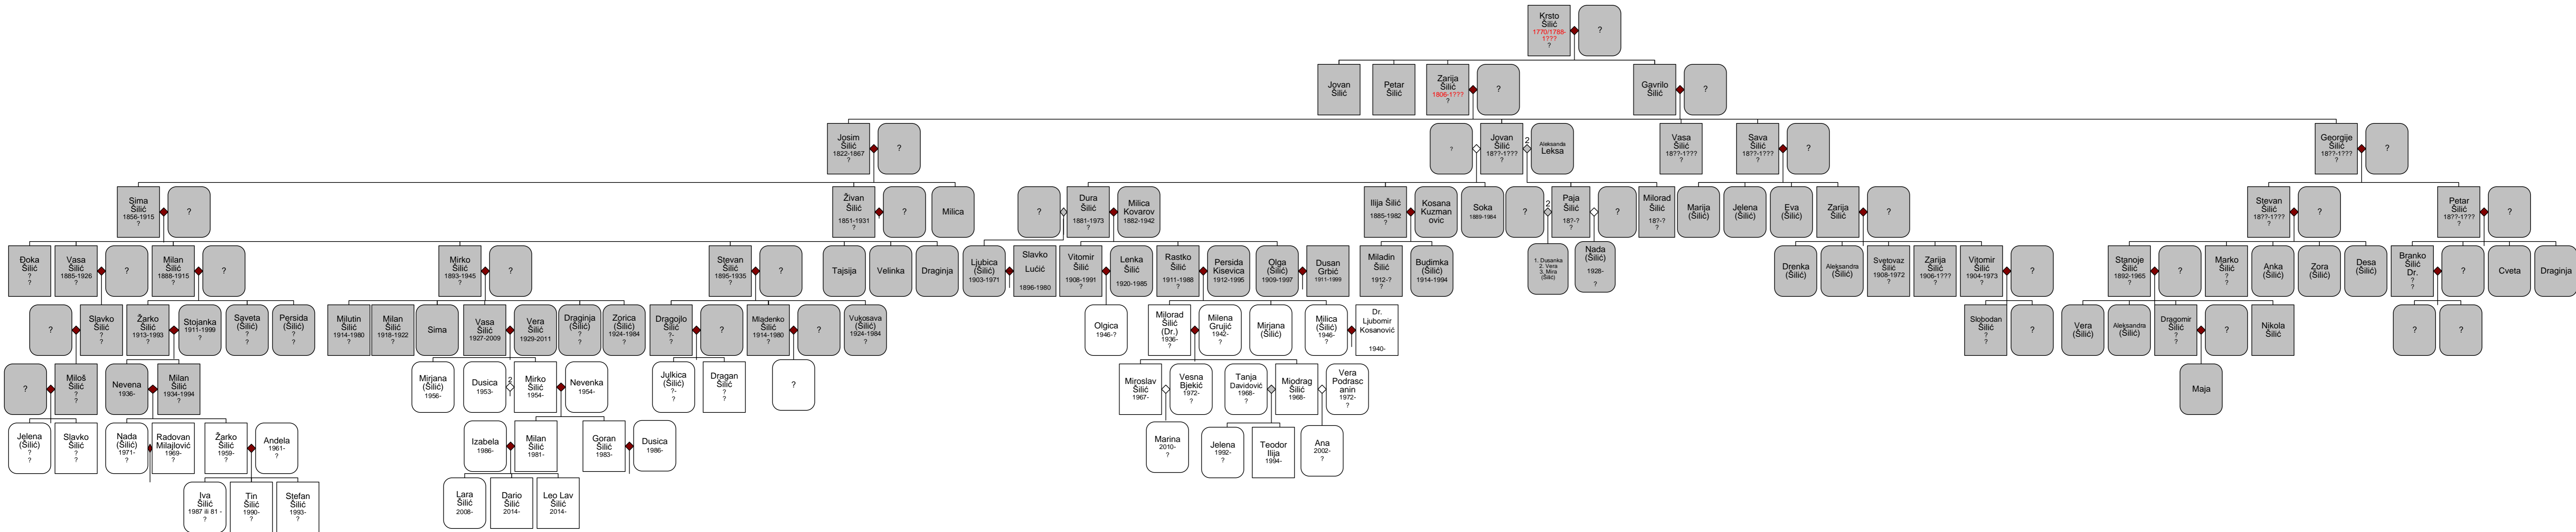 Krsto
Šilić
1770/1788-
1???
?
?
Jovan
Šilić
Petar
Šilić
Zarija
Šilić
1806-1???
?
?
Gavrilo
Šilić
?
Josim
Šilić
1822-1867
?
?
?
Jovan
Šilić
18??-1???
?
2
Aleksanda
Leksa
Vasa
Šilić
18??-1???
Sava
Šilić
18??-1???
?
?
Georgije
Šilić
18??-1???
?
?
Sima
Šilić
1856-1915
?
?
Živan
Šilić
1851-1931
?
?
Milica
?
Dura
Šilić
1881-1973
?
Milica
Kovarov
1882-1942
Ilija Šilić
1885-1982
?
Kosana
Kuzman
ovic
Soka
1889-1984
?
2
Paja
Šilić
18?-?
?
?
Milorad
Šilić
18?-?
?
Marija
(Šilić)
Jelena
(Šilić)
Eva
(Šilić)
Zarija
Šilić
?
Stevan
Šilić
18??-1???
?
?
Petar
Šilić
18??-1???
?
?
Đoka
Šilić
?
?
Vasa
Šilić
1885-1926
?
Milan
Šilić
1888-1915
?
?
Mirko
Šilić
1893-1945
?
?
Stevan
Šilić
1895-1935
?
?
Tajsija
Velinka
Draginja
Ljubica
(Šilić)
1903-1971
Slavko
Lućić
1896-1980
Vitomir
Šilić
1908-1991
?
Lenka
Šilić
1920-1985
Rastko
Šilić
1911-1988
?
Persida
Kisevica
1912-1995
Olga
(Šilić)
1909-1997
Dusan
Grbić
1911-1999
Miladin
Šilić
1912-?
?
Budimka
(Šilić)
1914-1994
1. Dusanka
2. Vera
3. Mira
(Šilić)
Nada
(Šilić)
1928-
?
Drenka
(Šilić)
Aleksandra
(Šilić)
Svetovaz
Šilić
1908-1972
Zarija
Šilić
1906-1???
?
Vitomir
Šilić
1904-1973
?
?
Stanoje
Šilić
1892-1965
?
?
Marko
Šilić
?
?
Anka
(Šilić)
Zora
(Šilić)
Desa
(Šilić)
Branko
Šilić
Dr.
?
?
?
Cveta
Draginja
?
Slavko
Šilić
?
?
Žarko
Šilić
1913-1993
?
Stojanka
1911-1999
?
Saveta
(Šilić)
?
Persida
(Šilić)
?
Milutin
Šilić
1914-1980
?
Milan
Šilić
1918-1922
Sima
Vasa
Šilić
1927-2009
Vera
Šilić
1929-2011
Draginja
(Šilić)
?
?
Zorica
(Šilić)
1924-1984
Dragojlo
Šilić
?
?
?
Mladenko
Šilić
1914-1980
?
?
Vukosava
(Šilić)
1924-1984
?
Olgica
1946-?
Milorad
Šilić
(Dr.)
1936-
?
Milena
Grujić
1942-
?
Mirjana
(Šilić)
Milica
(Šilić)
1946-
?
Dr.
Ljubomir
Kosanović
1940-
Slobodan
Šilić
?
?
?
Vera
(Šilić)
Aleksandra
(Šilić)
Dragomir
Šilić
?
?
?
Nikola
Šilić
?
?
?
Miloš
Šilić
?
?
Nevena
1936-
Milan
Šilić
1934-1994
?
Mirjana
(Šilić)
1956-
Dusica
1953-
2
Mirko
Šilić
1954-
Nevenka
1954-
Julkica
(Šilić)
?-
?
Dragan
Šilić
?
?
?
Miroslav
Šilić
1967-
Vesna
Bjekić
1972-
?
Tanja
Davidović
1968-
?
Miodrag
Šilić
1968-
Vera
Podrasc
anin
1972-
?
Maja
Jelena
(Šilić)
?
?
Slavko
Šilić
?
?
Nada
(Šilić)
1971-
?
Radovan
Milajlović
1969-
?
Žarko
Šilić
1959-
?
Andela
1961-
?
Izabela
1986-
Milan
Šilić
1981-
Goran
Šilić
1983-
Dusica
1986-
Marina
2010-
?
Jelena
1992-
?
Teodor
Ilija
1994-
Ana
2002-
?
Iva
Šilić
1987 ili 81 -
?
Tin
Šilić
1990-
?
Stefan
Šilić
1993-
?
Lara
Šilić
2008-
Dario
Šilić
2014-
Leo Lav
Šilić
2014-